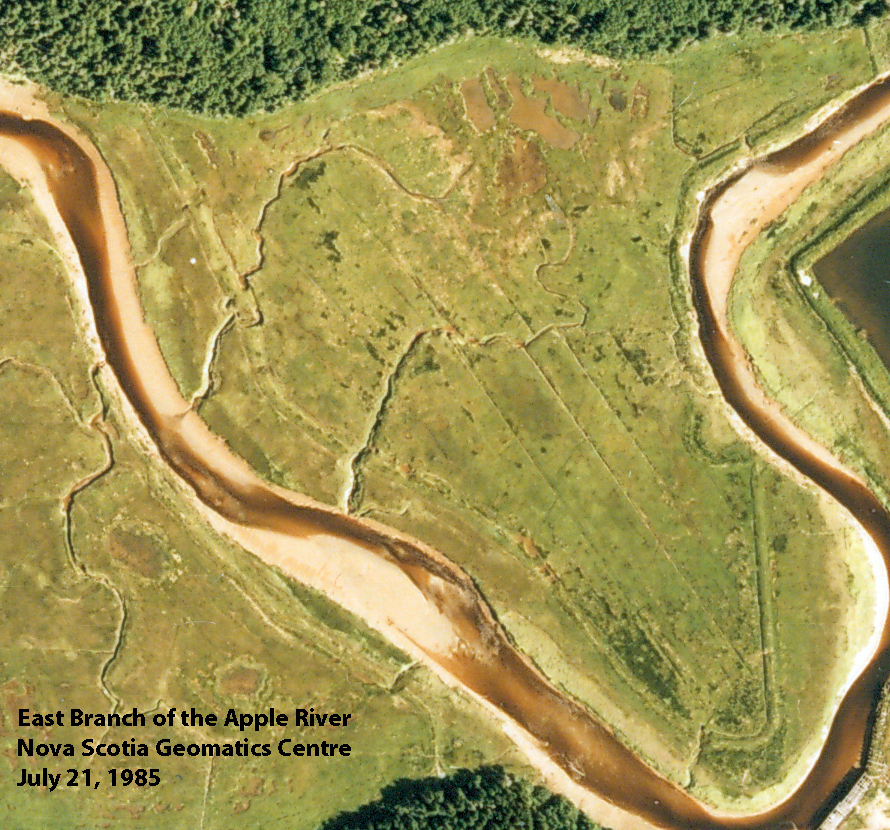 East Branch of the Apple River
Nova Scotia Geomatics Centre
July 21, 1985